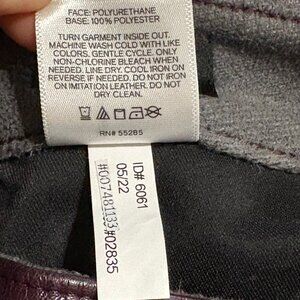 FACE: POLYURETHANE
BASE: 100% POLYESTER
TURN GARMENT INSIDE OUT.
MACHINE WASH COLD WITH LIKE
COLORS. GENTLE CYCLE. ONLY
NON-CHLORINE BLEACH WHEN
NEEDED. LINE DRY. COOL IRON ON
REVERSE IF NEEDED. DO NOT IRON
ON IMITATION LEATHER. DO NOT
DRY CLEAN.
RN# 55285
ID# 6061
05/22
#007481133
#02835